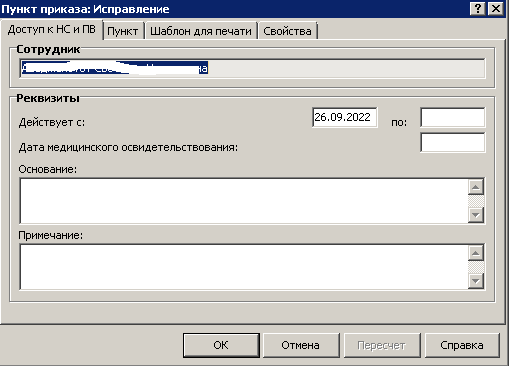 Пункт приказа: Исправление
Доступ к НС и ПВ Пункт Шаблон для печати Свойства
Сотрудник
Реквизиты
Действует с: 26.09.2022 по:
Дата медицинского освидетельствования:
Основание:
Примечание:
ОК Отмена Пересчет Справка